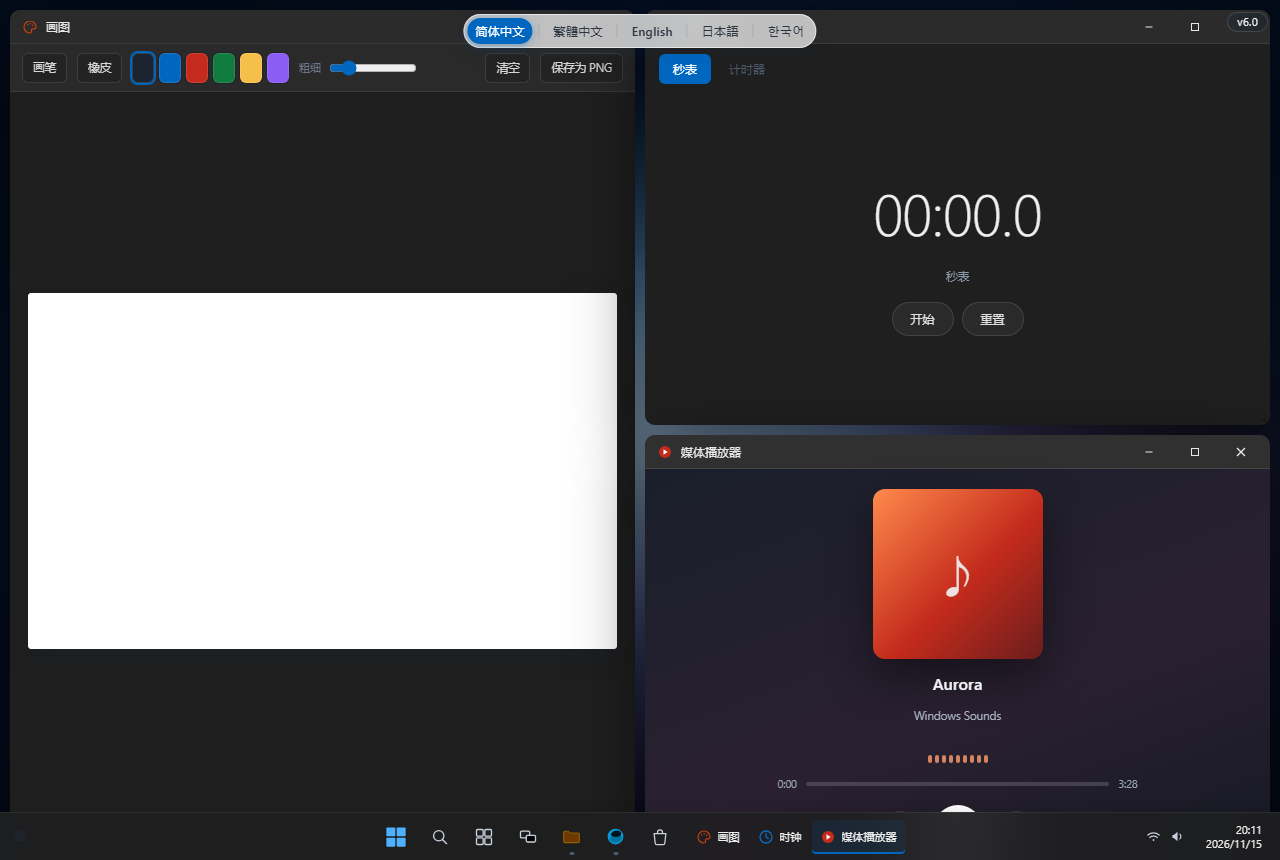 画图
简体中文 繁體中文 English 日本語 한국어
v6.0
画笔 橡皮 粗细 清空 保存为 PNG
秒表 计时器
00:00.0
秒表
开始 重置
媒体播放器
Aurora
Windows Sounds
0:00 3:28
画图 时钟 媒体播放器
20:11
2026/11/15